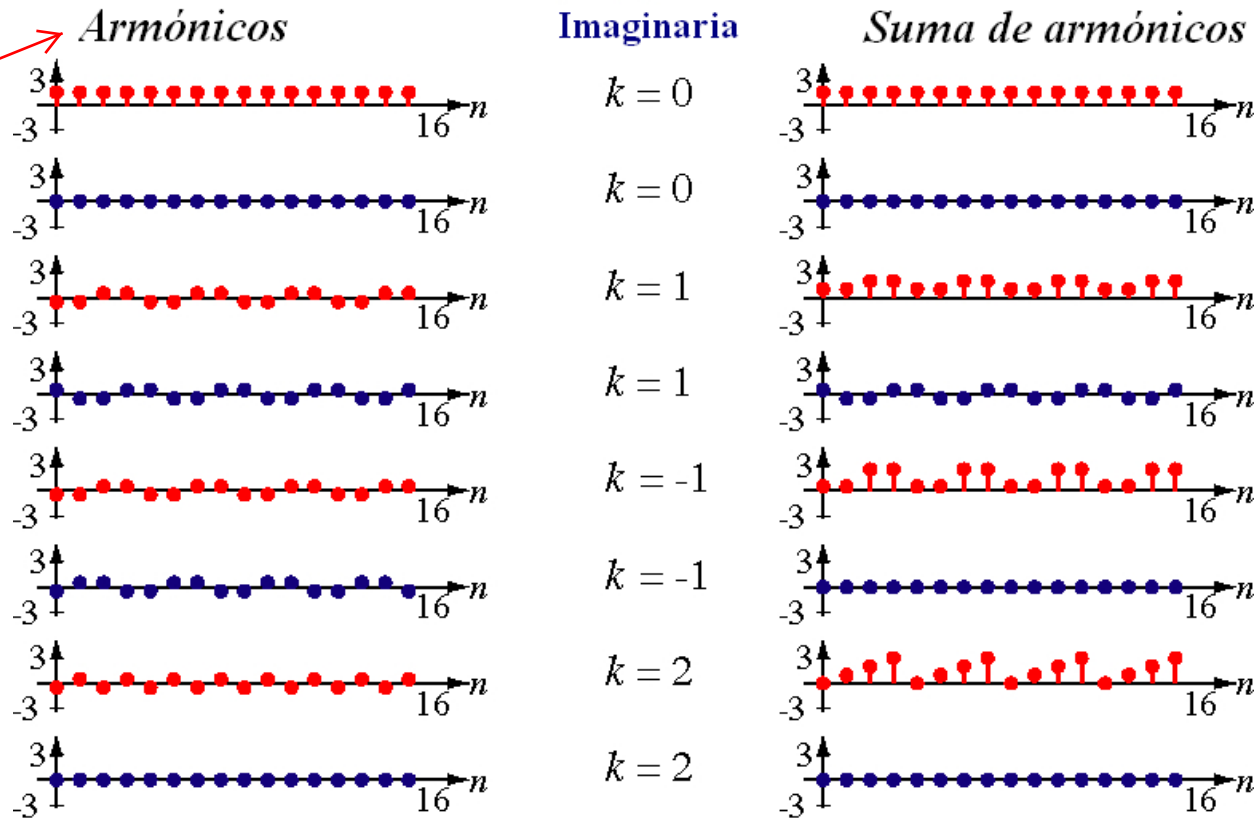 Armónicos Imaginaria Suma de armónicos
3 -3 16 n k = 0 3 -3 16 n
3 -3 16 n k = 0 3 -3 16 n
3 -3 16 n k = 1 3 -3 16 n
3 -3 16 n k = 1 3 -3 16 n
3 -3 16 n k = -1 3 -3 16 n
3 -3 16 n k = -1 3 -3 16 n
3 -3 16 n k = 2 3 -3 16 n
3 -3 16 n k = 2 3 -3 16 n